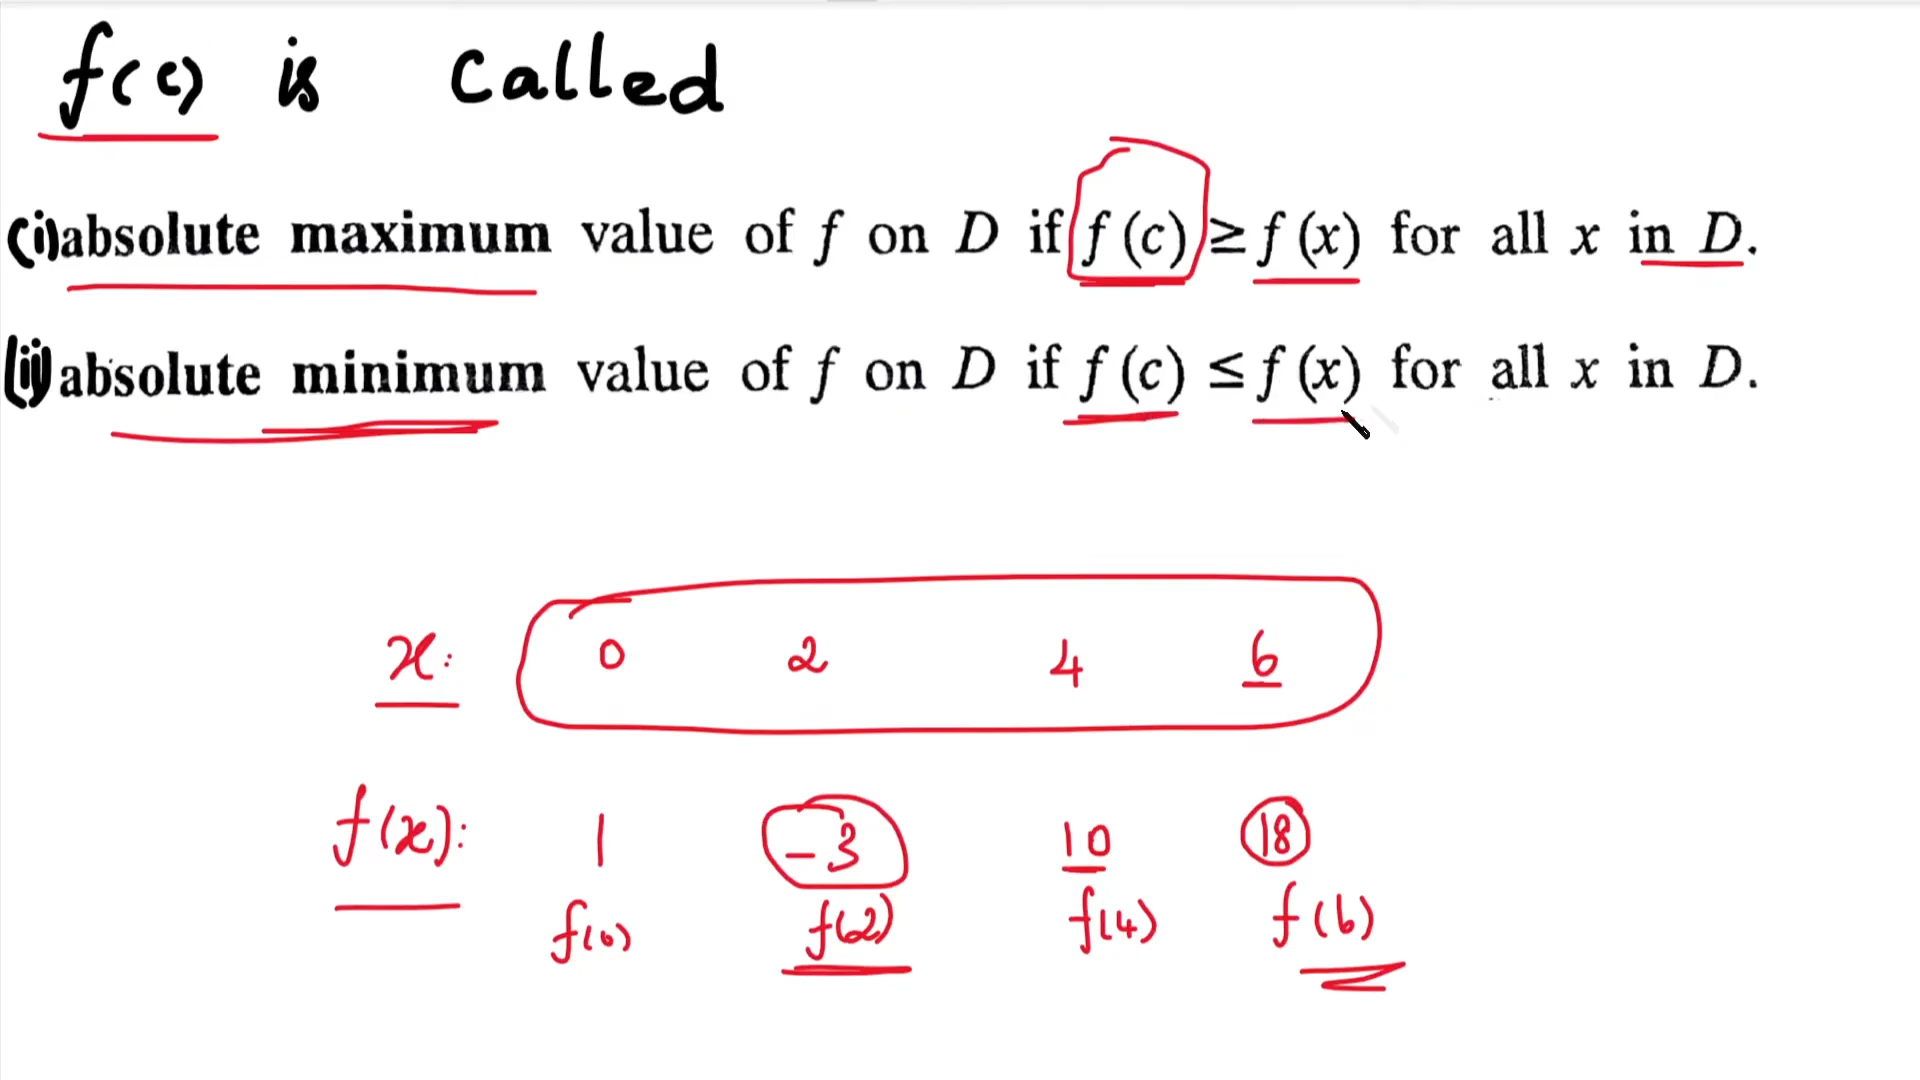 f(c) is called
(i) absolute maximum value of f on D if f(c) ≥ f(x) for all x in D.
(ii) absolute minimum value of f on D if f(c) ≤ f(x) for all x in D.
x: 0 2 4 6
f(x): 1 -3 10 18
f(0) f(2) f(4) f(6)